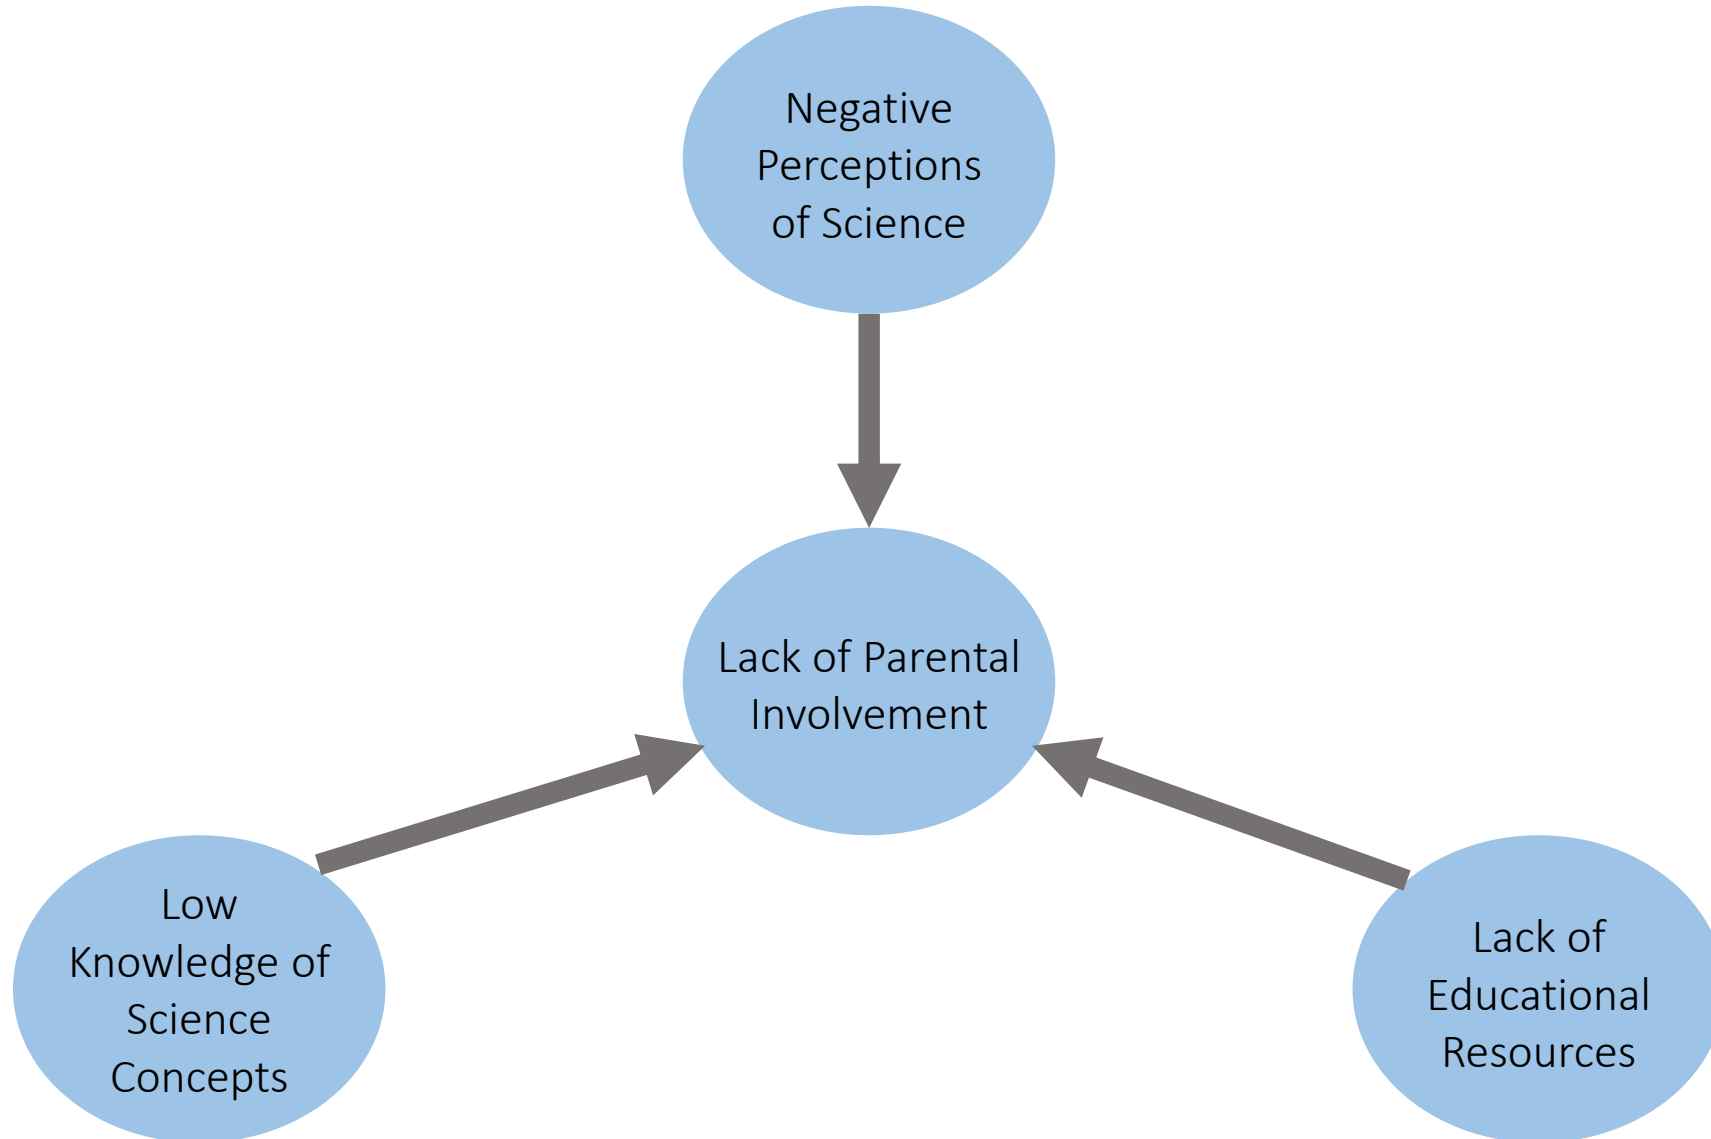 Negative
Perceptions
of Science
Lack of Parental
Involvement
Low
Knowledge of
Science
Concepts
Lack of
Educational
Resources